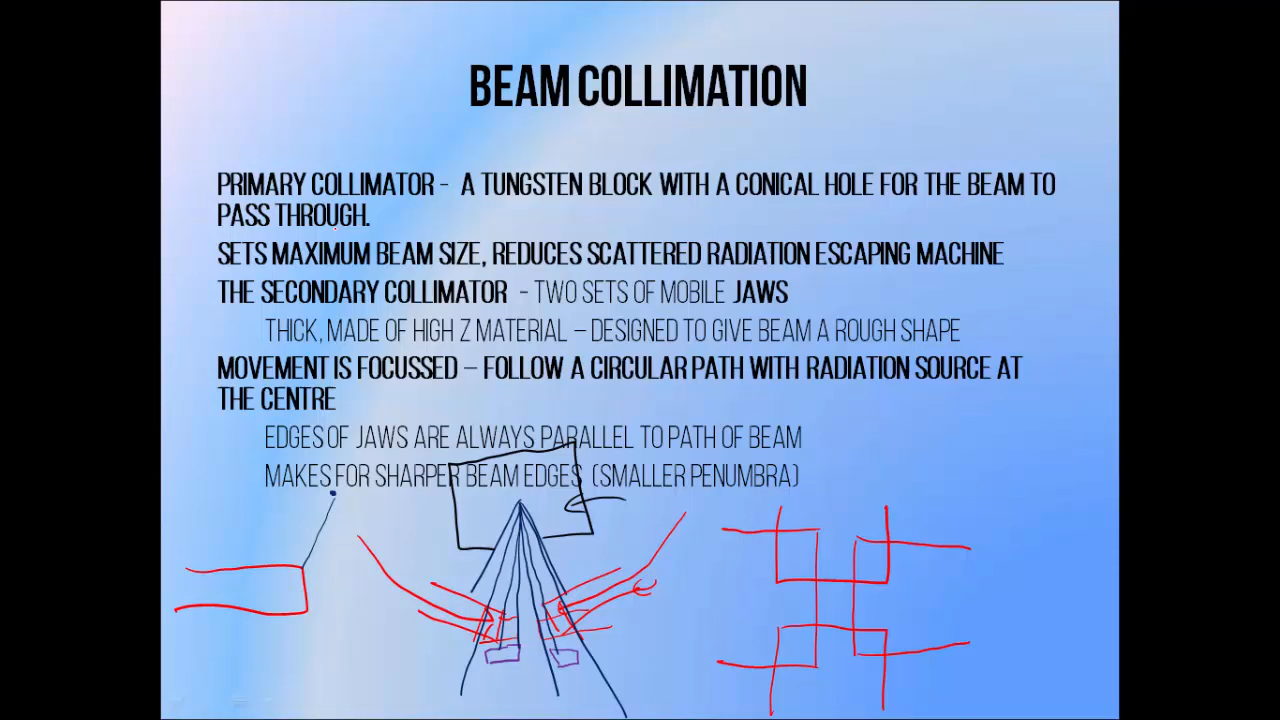 BEAM COLLIMATION
PRIMARY COLLIMATOR - A TUNGSTEN BLOCK WITH A CONICAL HOLE FOR THE BEAM TO
PASS THROUGH.
SETS MAXIMUM BEAM SIZE, REDUCES SCATTERED RADIATION ESCAPING MACHINE
THE SECONDARY COLLIMATOR - TWO SETS OF MOBILE JAWS
THICK, MADE OF HIGH Z MATERIAL – DESIGNED TO GIVE BEAM A ROUGH SHAPE
MOVEMENT IS FOCUSSED – FOLLOW A CIRCULAR PATH WITH RADIATION SOURCE AT
THE CENTRE
EDGES OF JAWS ARE ALWAYS PARALLEL TO PATH OF BEAM
MAKES FOR SHARPER BEAM EDGES (SMALLER PENUMBRA)